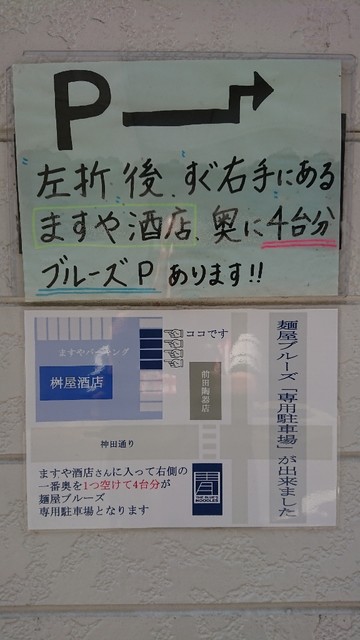 P
左折後、すぐ右手にある
ますや酒店、奥に4台分
ブルーズP あります!!
麺屋ブルーズ「専用駐車場」が出来ました
ますやパーキング
ココです
桝屋酒店
前田陶器店
神田通り
ますや酒店さんに入って右側の
一番奥を1つ空けて4台分が
麺屋ブルーズ
専用駐車場となります
THE BLUE'S
NOODLES